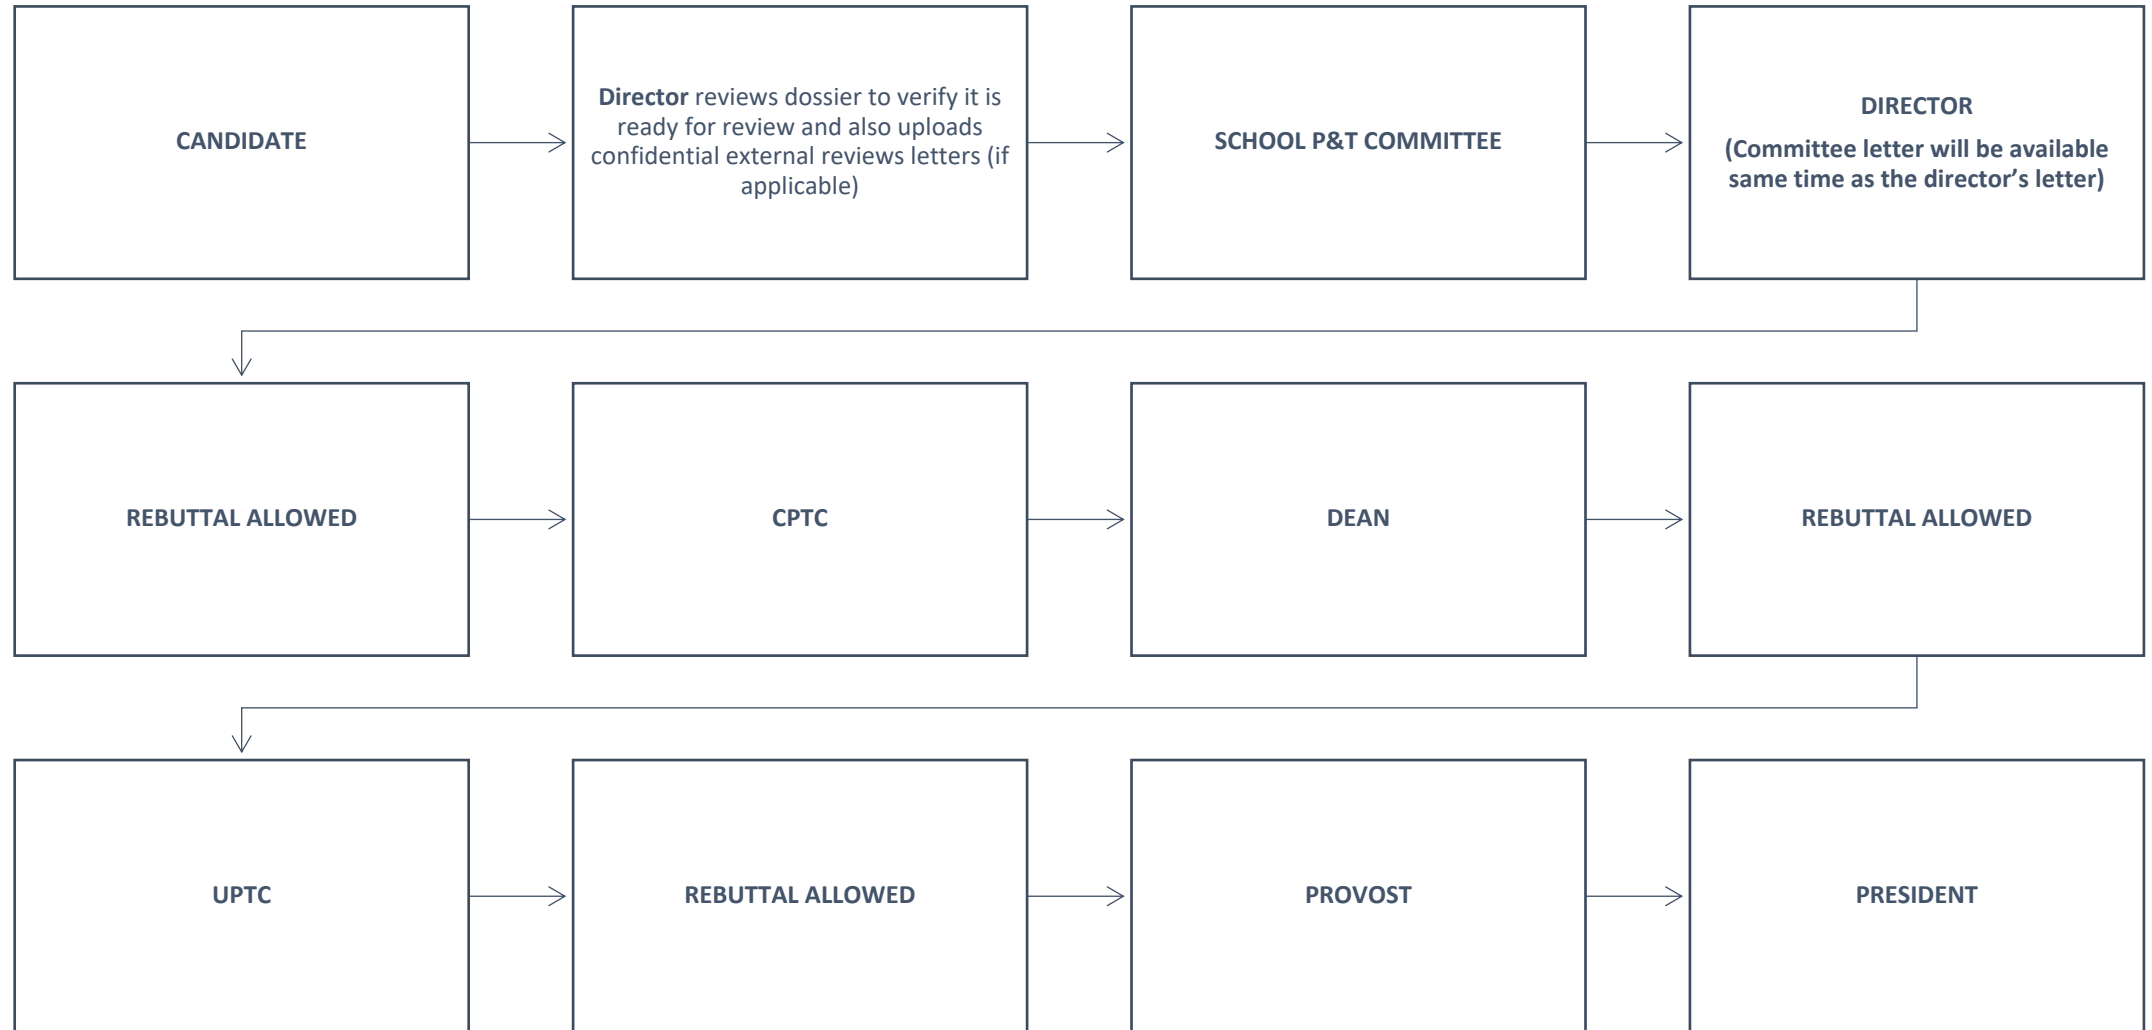 CANDIDATE
Director reviews dossier to verify it is
ready for review and also uploads
confidential external reviews letters (if
applicable)
SCHOOL P&T COMMITTEE
DIRECTOR
(Committee letter will be available
same time as the director’s letter)
REBUTTAL ALLOWED
CPTC
DEAN
REBUTTAL ALLOWED
UPTC
REBUTTAL ALLOWED
PROVOST
PRESIDENT